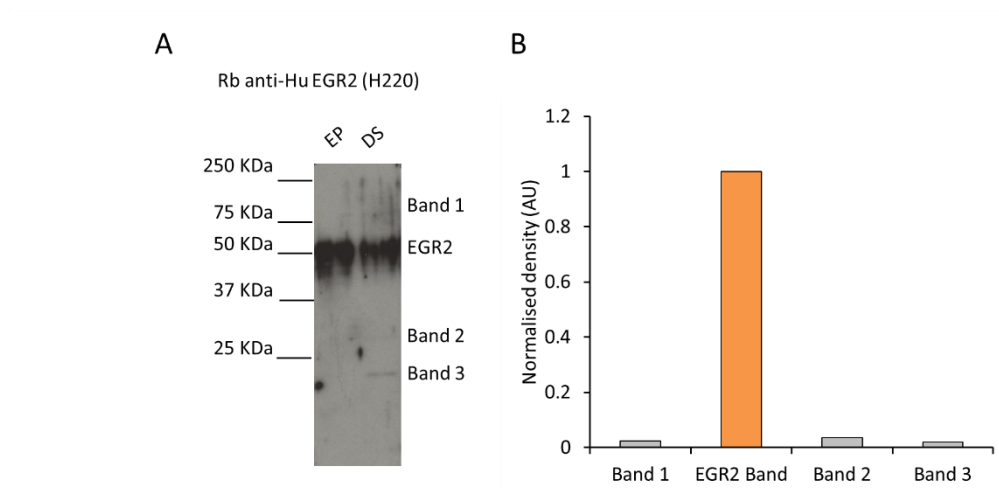 A
Rb anti-Hu EGR2 (H220)
EP DS
250 KDa
75 KDa
50 KDa
37 KDa
25 KDa
Band 1
EGR2
Band 2
Band 3
B
Normalised density (AU)
1.2
1
0.8
0.6
0.4
0.2
0
Band 1 EGR2 Band Band 2 Band 3